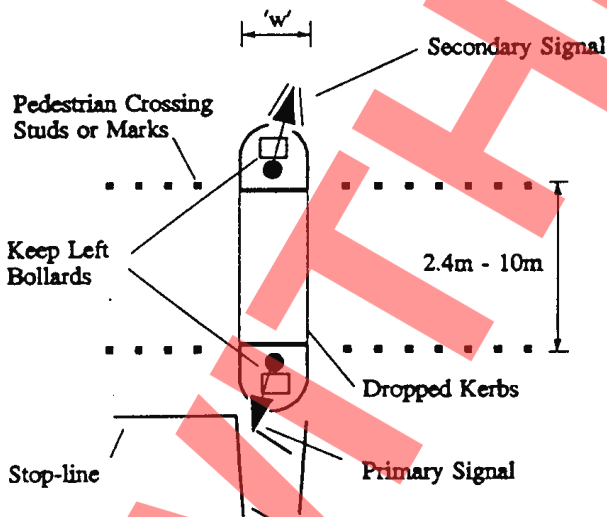 'w'
Secondary Signal
Pedestrian Crossing
Studs or Marks
Keep Left
Bollards
2.4m - 10m
Dropped Kerbs
Stop-line
Primary Signal